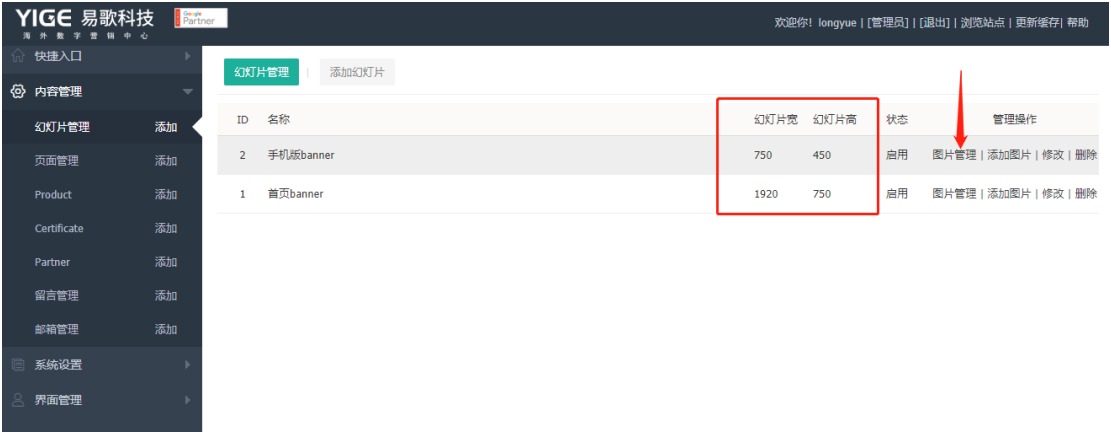 YIGE 易歌科技 Google Partner 欢迎你! longyue | [管理员] | [退出] | 浏览站点 | 更新缓存| 帮助
海外数字营销中心
快捷入口
幻灯片管理 | 添加幻灯片
内容管理
ID 名称 幻灯片宽 幻灯片高 状态 管理操作
幻灯片管理 添加
2 手机版banner 750 450 启用 图片管理 | 添加图片 | 修改 | 删除
页面管理 添加
1 首页banner 1920 750 启用 图片管理 | 添加图片 | 修改 | 删除
Product 添加
Certificate 添加
Partner 添加
留言管理 添加
邮箱管理 添加
系统设置
界面管理